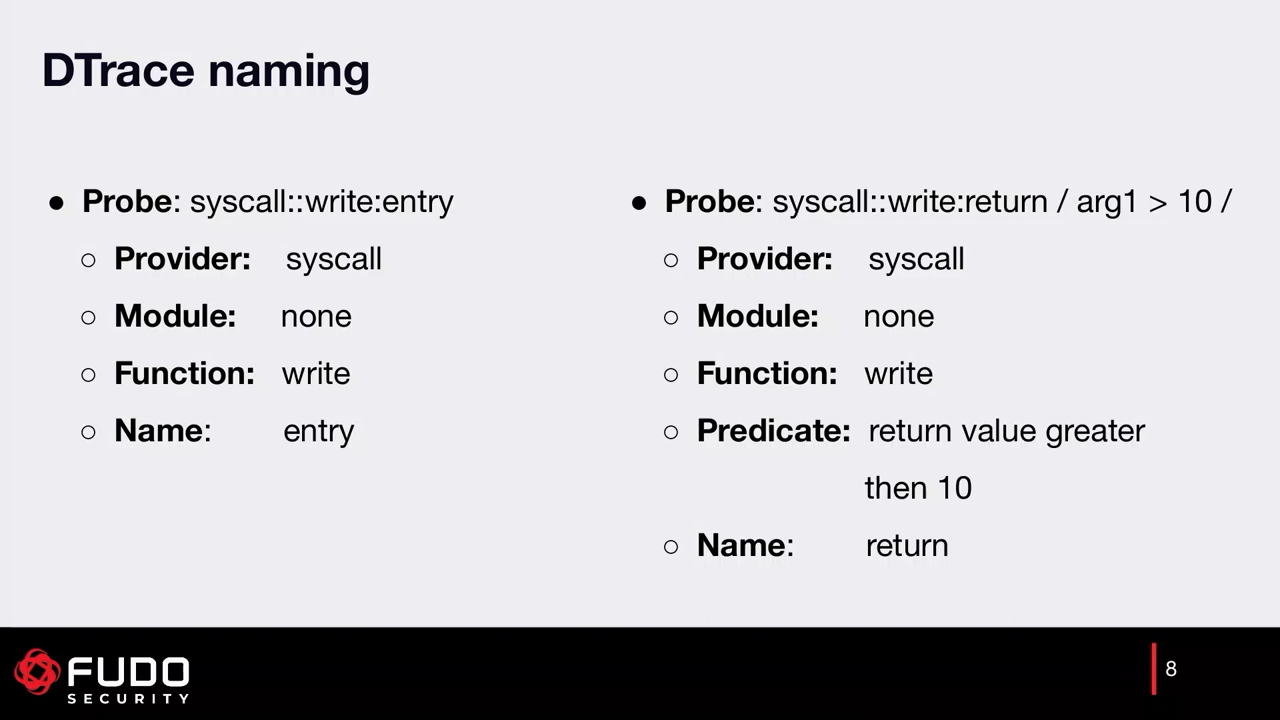 DTrace naming
● Probe: syscall::write:entry
○ Provider: syscall
○ Module: none
○ Function: write
○ Name: entry
● Probe: syscall::write:return / arg1 > 10 /
○ Provider: syscall
○ Module: none
○ Function: write
○ Predicate: return value greater
then 10
○ Name: return
FUDO
SECURITY
8